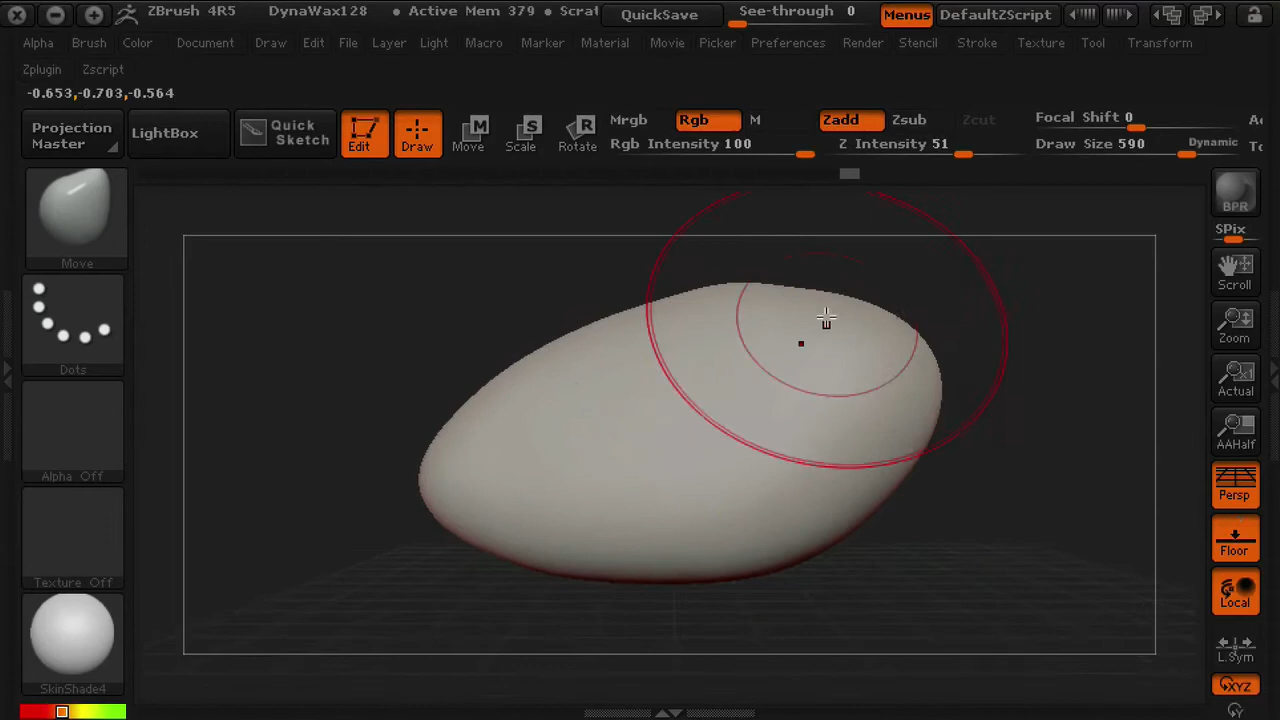 ZBrush 4R5 DynaWax128 • Active Mem 379 • Scrat QuickSave See-through 0 Menus DefaultZScript
Alpha Brush Color Document Draw Edit File Layer Light Macro Marker Material Movie Picker Preferences Render Stencil Stroke Texture Tool Transform
Zplugin Zscript
-0.653,-0.703,-0.564
Projection Master
LightBox
Quick Sketch
Edit
Draw
Move
Scale
Rotate
Mrgb Rgb M
Rgb Intensity 100
Zadd Zsub Zcut
Z Intensity 51
Focal Shift 0
Draw Size 590 Dynamic
Ac
To
Move
Dots
Alpha Off
Texture Off
SkinShade4
BPR
SPix
Scroll
Zoom
Actual
AAHalf
Persp
Floor
Local
L.Sym
XYZ